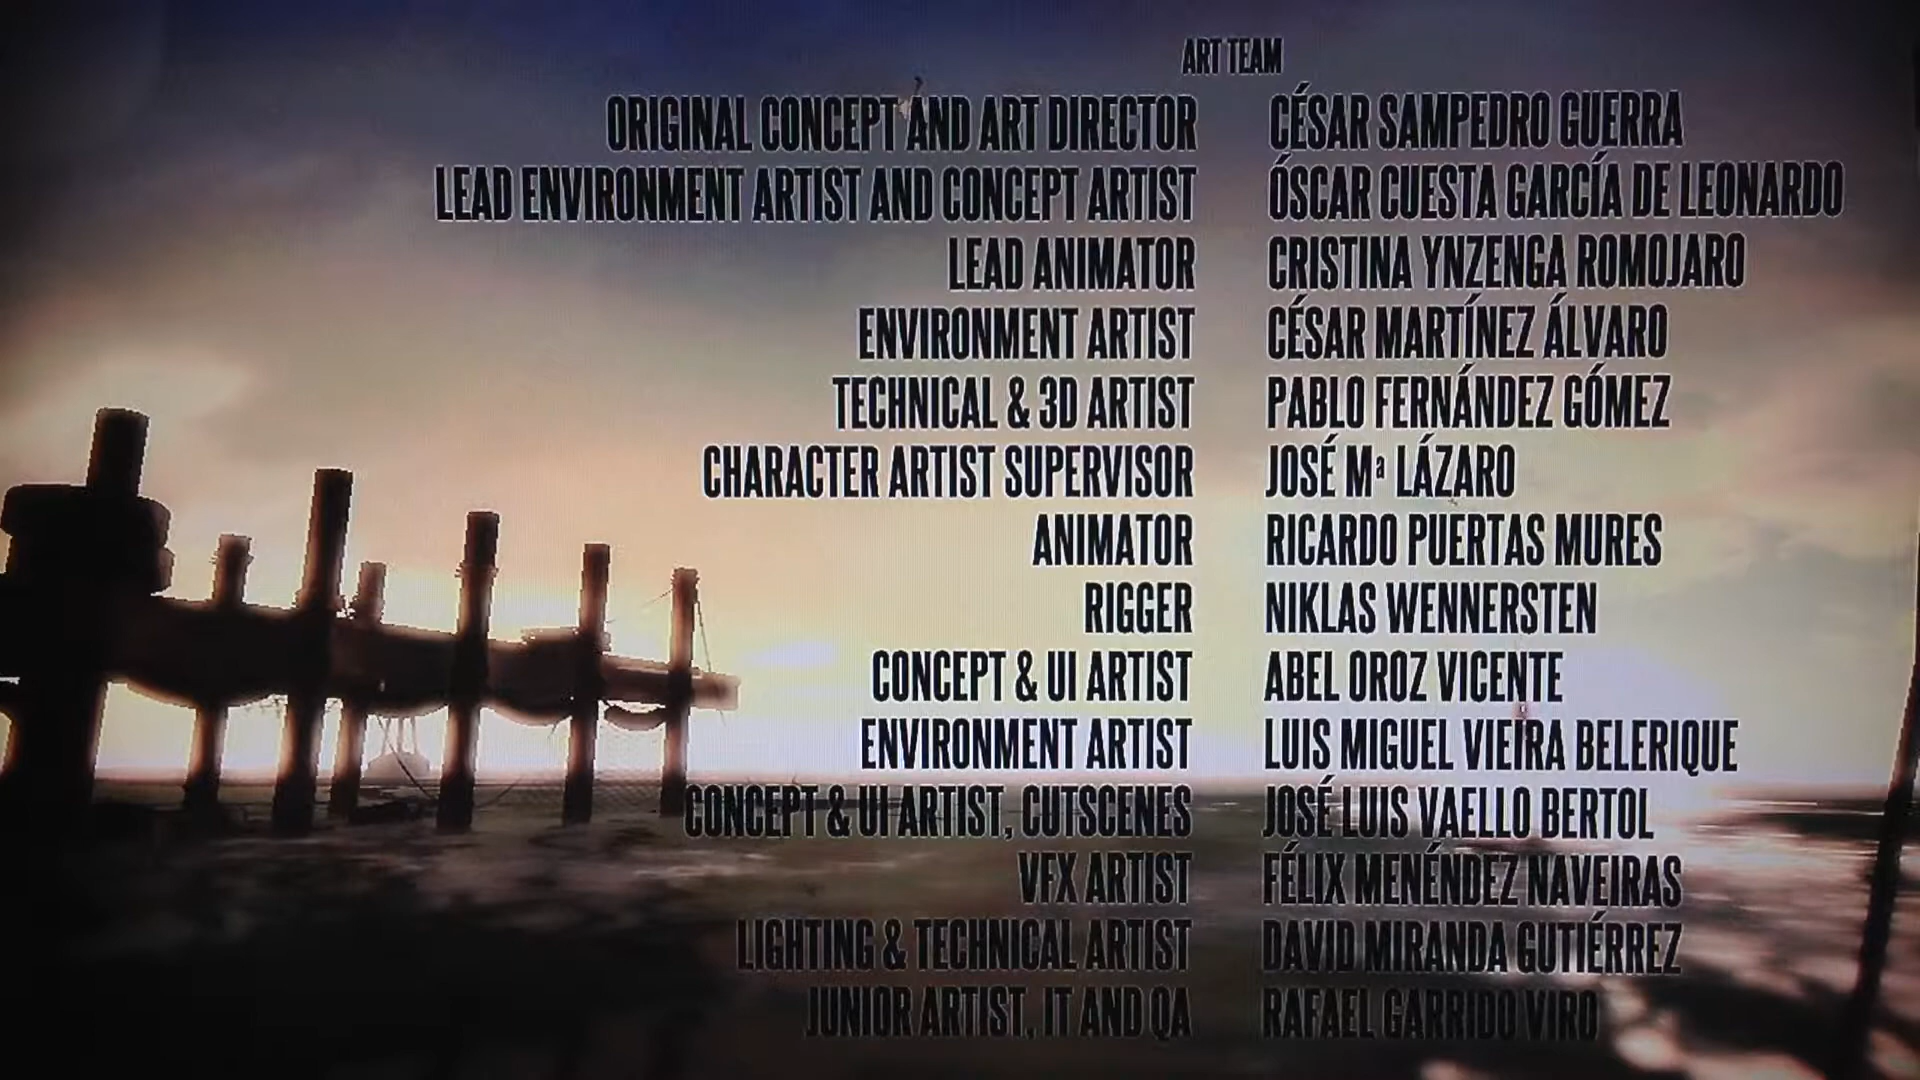 ART TEAM
ORIGINAL CONCEPT AND ART DIRECTOR CÉSAR SAMPEDRO GUERRA
LEAD ENVIRONMENT ARTIST AND CONCEPT ARTIST ÓSCAR CUESTA GARCÍA DE LEONARDO
LEAD ANIMATOR CRISTINA YNZENGA ROMOJARO
ENVIRONMENT ARTIST CÉSAR MARTÍNEZ ÁLVARO
TECHNICAL & 3D ARTIST PABLO FERNÁNDEZ GÓMEZ
CHARACTER ARTIST SUPERVISOR JOSÉ Mª LÁZARO
ANIMATOR RICARDO PUERTAS MURES
RIGGER NIKLAS WENNERSTEN
CONCEPT & UI ARTIST ABEL OROZ VICENTE
ENVIRONMENT ARTIST LUIS MIGUEL VIEIRA BELERIQUE
CONCEPT & UI ARTIST, CUTSCENES JOSÉ LUIS VAELLO BERTOL
VFX ARTIST FÉLIX MENÉNDEZ NAVEIRAS
LIGHTING & TECHNICAL ARTIST DAVID MIRANDA GUTIÉRREZ
JUNIOR ARTIST, IT AND QA RAFAEL GARRIDO VIRO